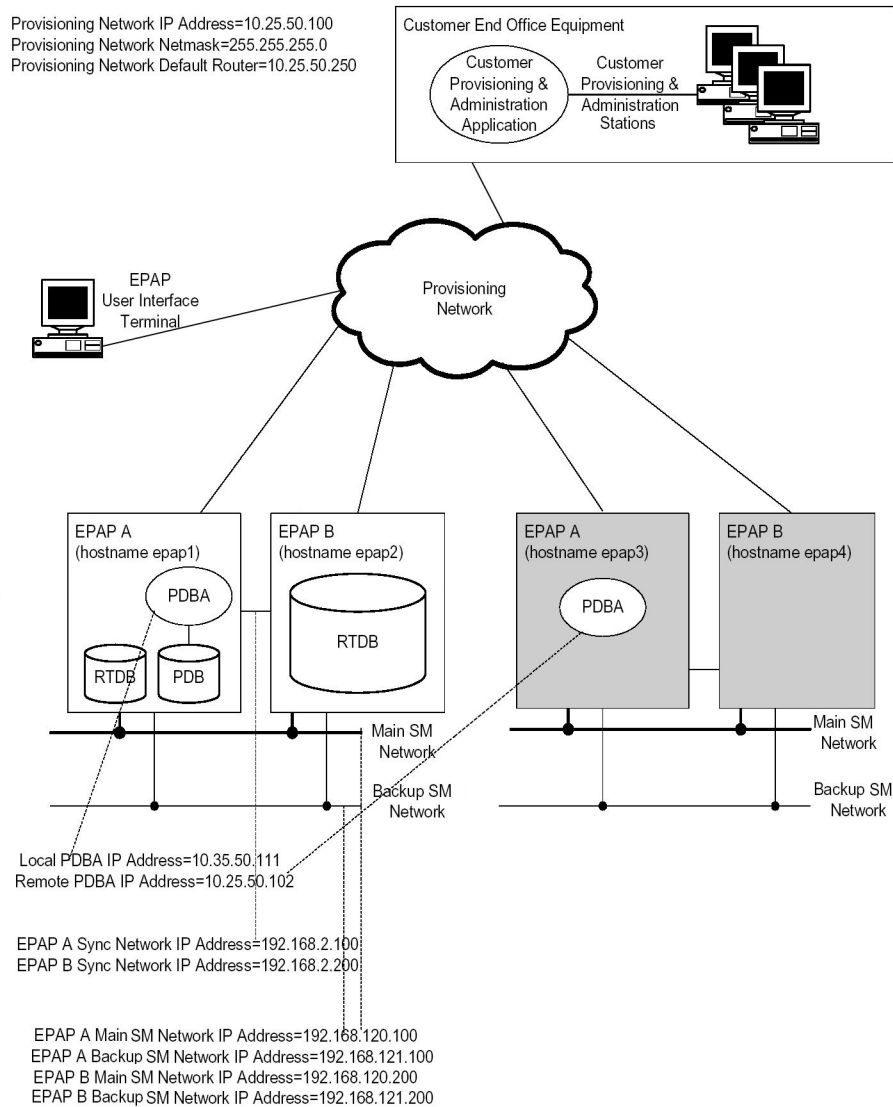 Provisioning Network IP Address=10.25.50.100
Provisioning Network Netmask=255.255.255.0
Provisioning Network Default Router=10.25.50.250
Customer End Office Equipment
Customer
Provisioning &
Administration
Application
Customer
Provisioning &
Administration
Stations
EPAP
User Interface
Terminal
Provisioning
Network
EPAP A
(hostname epap1)
PDBA
RTDB
PDB
EPAP B
(hostname epap2)
RTDB
EPAP A
(hostname epap3)
PDBA
EPAP B
(hostname epap4)
Main SM
Network
Backup SM
Network
Main SM
Network
Backup SM
Network
Local PDBA IP Address=10.35.50.111
Remote PDBA IP Address=10.25.50.102
EPAP A Sync Network IP Address=192.168.2.100
EPAP B Sync Network IP Address=192.168.2.200
EPAP A Main SM Network IP Address=192.168.120.100
EPAP A Backup SM Network IP Address=192.168.121.100
EPAP B Main SM Network IP Address=192.168.120.200
EPAP B Backup SM Network IP Address=192.168.121.200